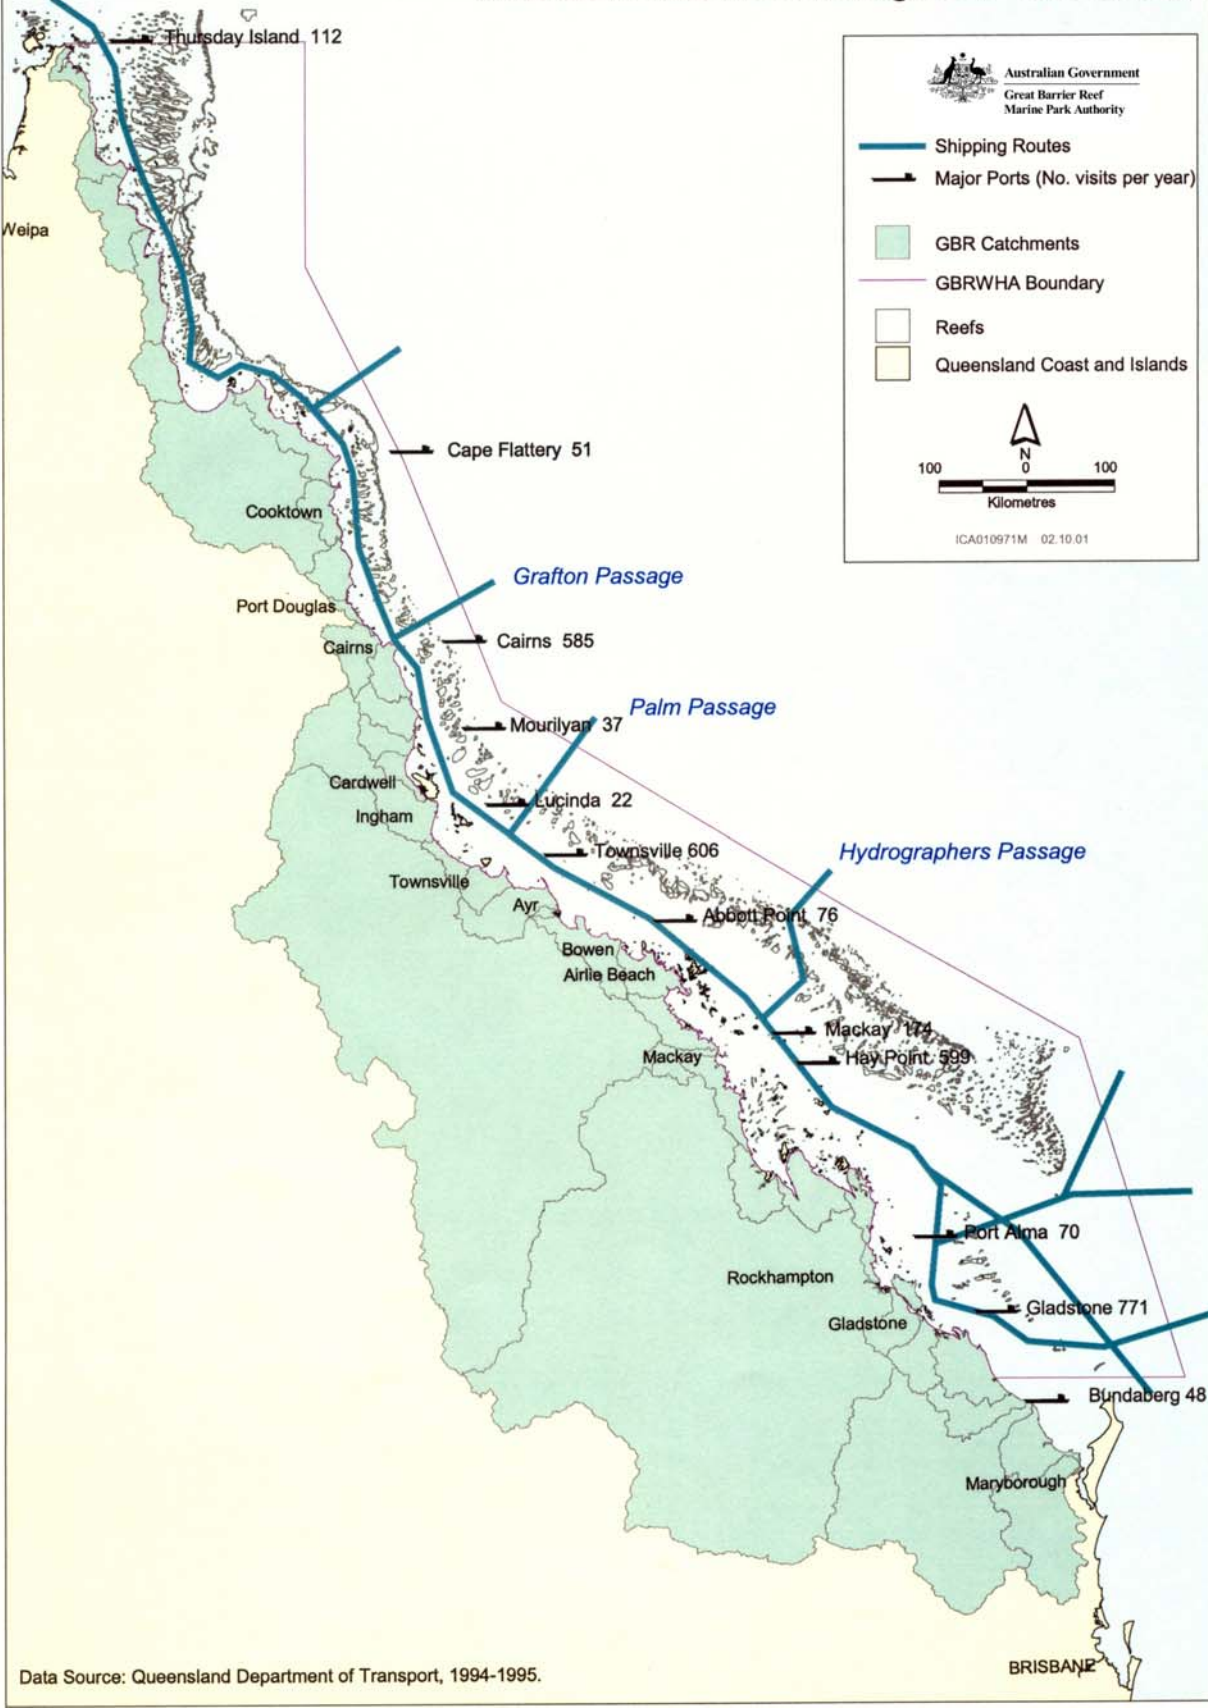 Thursday Island 112
Australian Government
Great Barrier Reef
Marine Park Authority
Shipping Routes
Major Ports (No. visits per year)
Weipa
GBR Catchments
GBRWHA Boundary
Reefs
Queensland Coast and Islands
N
100 0 100
Kilometres
ICA010971M 02.10.01
Cape Flattery 51
Cooktown
Grafton Passage
Port Douglas
Cairns
Cairns 585
Palm Passage
Mourilyan 37
Cardwell
Lucinda 22
Ingham
Townsville 606
Hydrographers Passage
Townsville
Ayr
Abbott Point 76
Bowen
Airlie Beach
Mackay 174
Mackay
Hay Point 599
Port Alma 70
Rockhampton
Gladstone 771
Gladstone
Bundaberg 48
Maryborough
BRISBANE
Data Source: Queensland Department of Transport, 1994-1995.